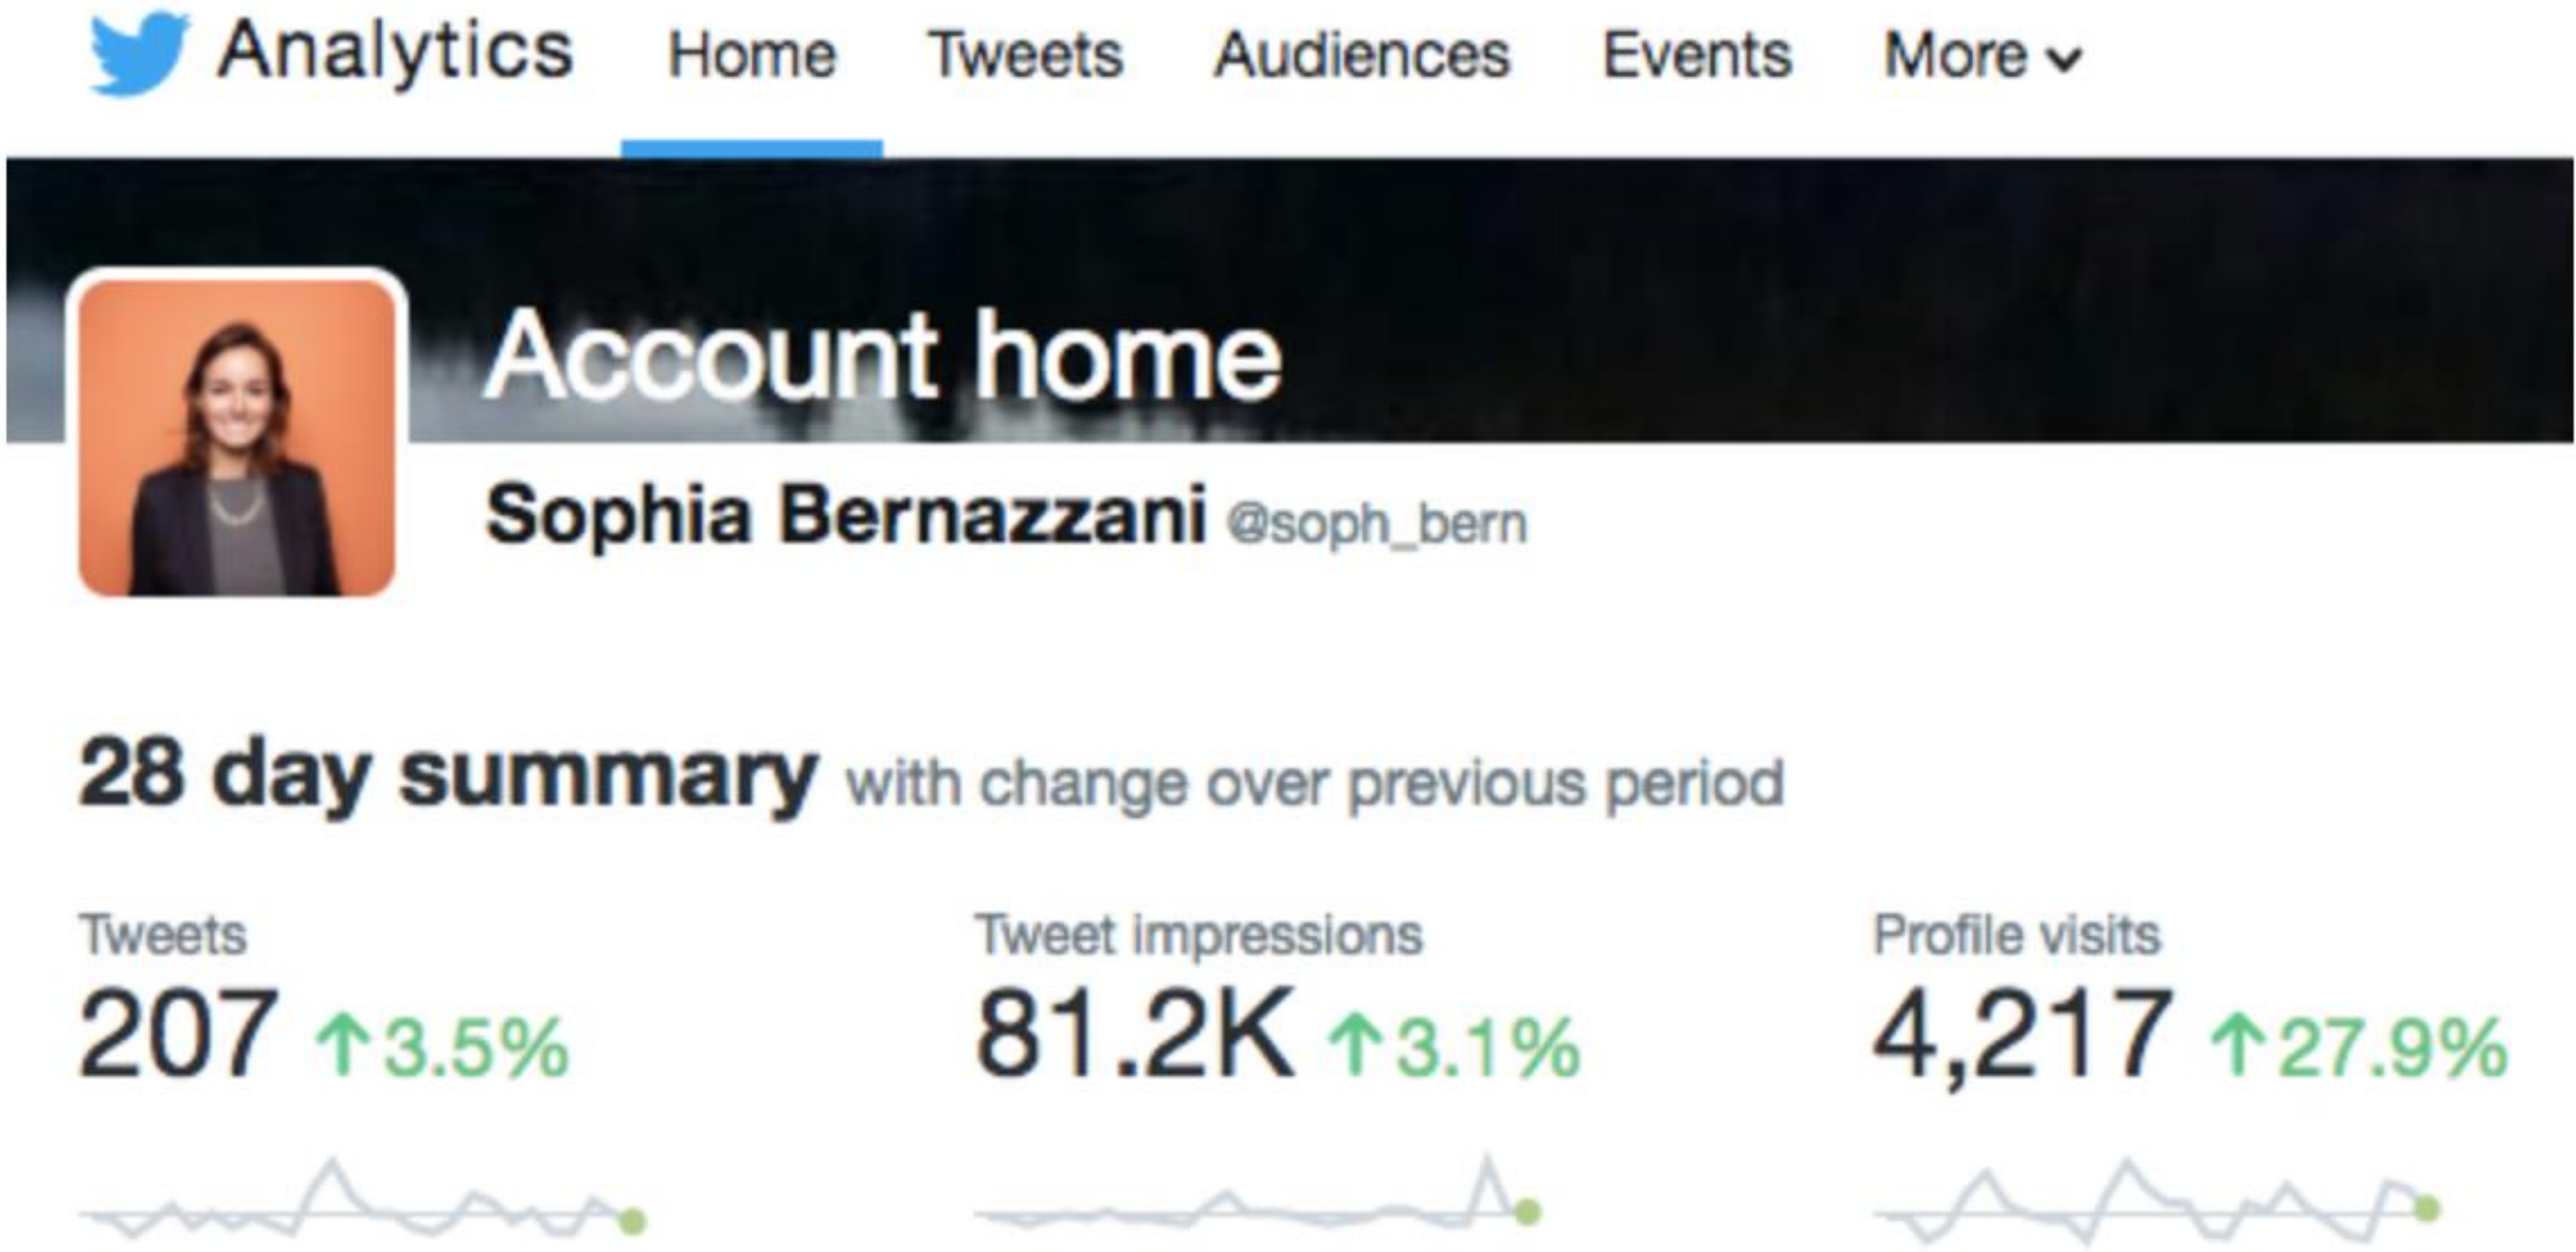 Analytics Home Tweets Audiences Events More
Account home
Sophia Bernazzani @soph_bern
28 day summary with change over previous period
Tweets Tweet impressions Profile visits
207 ↑3.5% 81.2K ↑3.1% 4,217 ↑27.9%